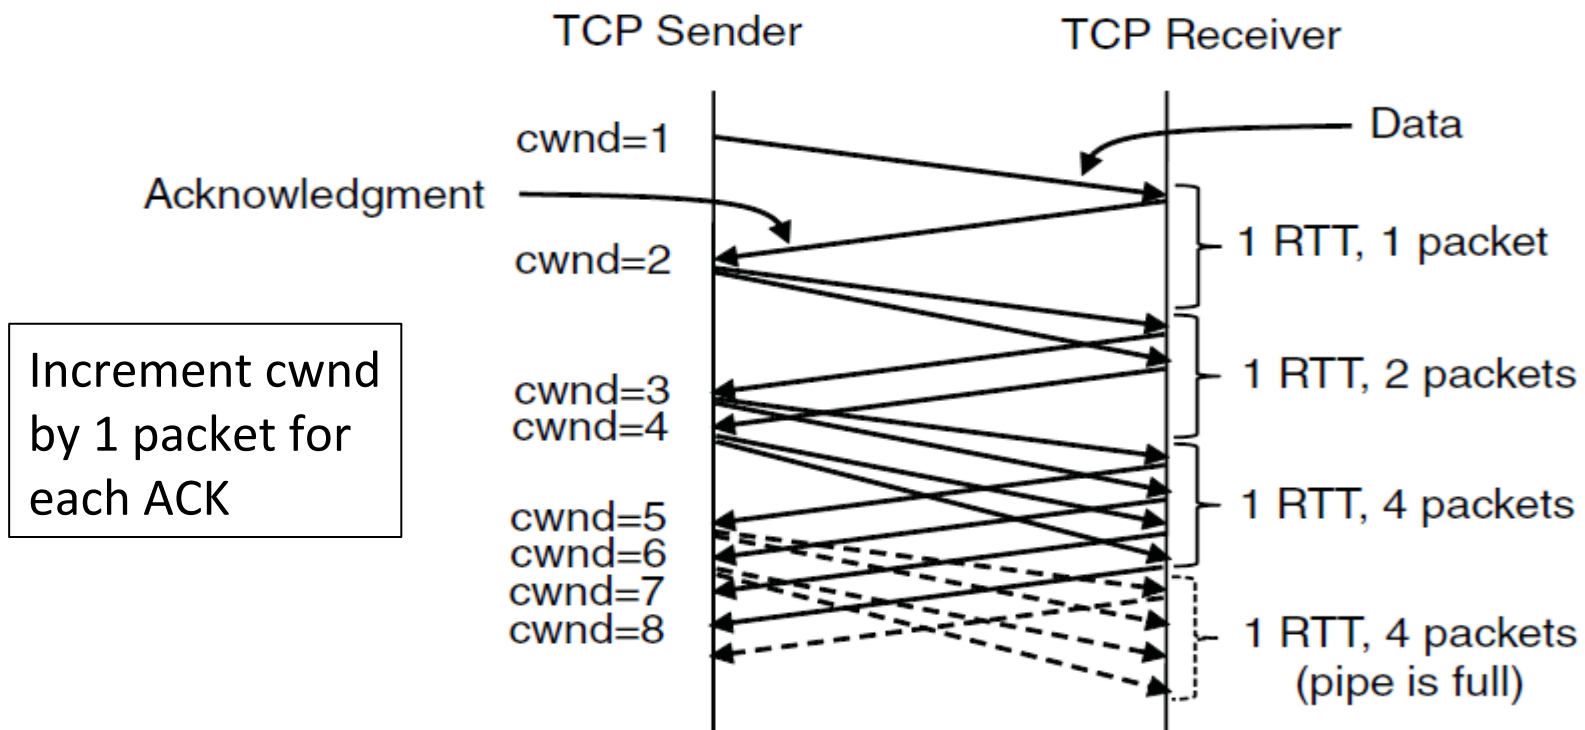 TCP Sender
TCP Receiver
cwnd=1
Data
Acknowledgment
cwnd=2
1 RTT, 1 packet
Increment cwnd
by 1 packet for
each ACK
cwnd=3
cwnd=4
1 RTT, 2 packets
cwnd=5
cwnd=6
cwnd=7
cwnd=8
1 RTT, 4 packets
1 RTT, 4 packets
(pipe is full)